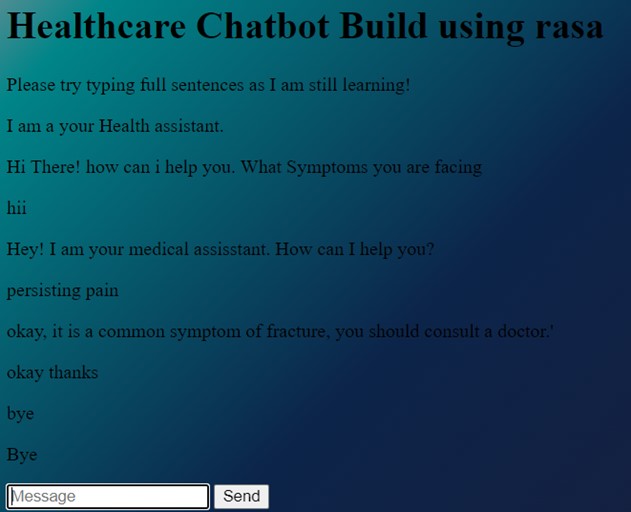 Healthcare Chatbot Build using rasa
Please try typing full sentences as I am still learning!
I am a your Health assistant.
Hi There! how can i help you. What Symptoms you are facing
hii
Hey! I am your medical assisstant. How can I help you?
persisting pain
okay, it is a common symptom of fracture, you should consult a doctor.'
okay thanks
bye
Bye
Message Send